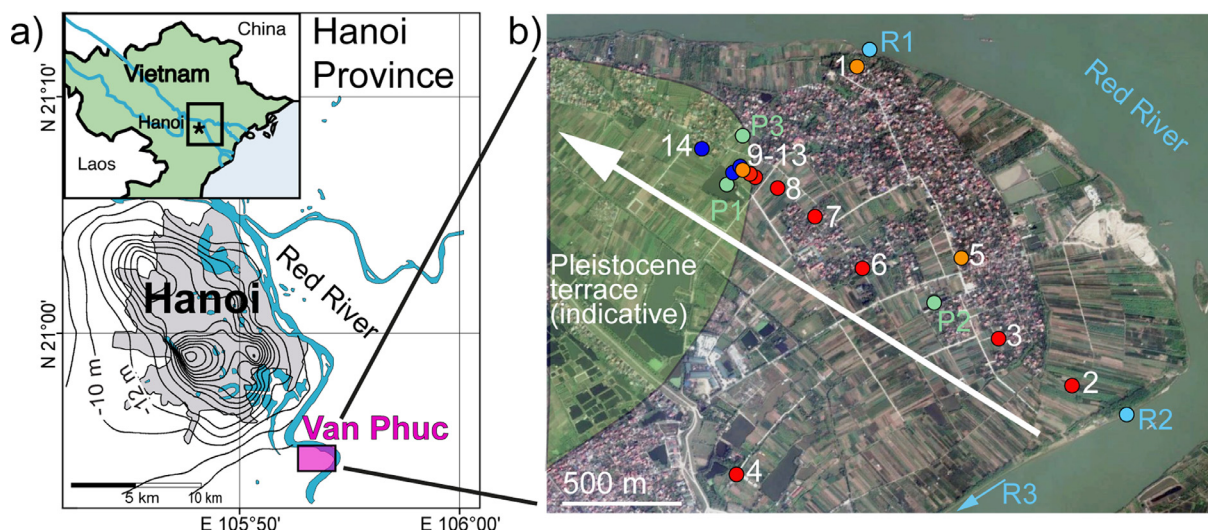 a)
China
Vietnam
Hanoi
*
Laos
Hanoi
Province
N 21°10'
N 21°00'
Red River
Hanoi
-10 m
-12 m
Van Phuc
5 km
10 km
E 105°50'
E 106°00'
b)
R1
1
Red River
P3
14
9-13
P1
8
7
Pleistocene
terrace
(indicative)
6
5
P2
3
2
R2
4
500 m
R3